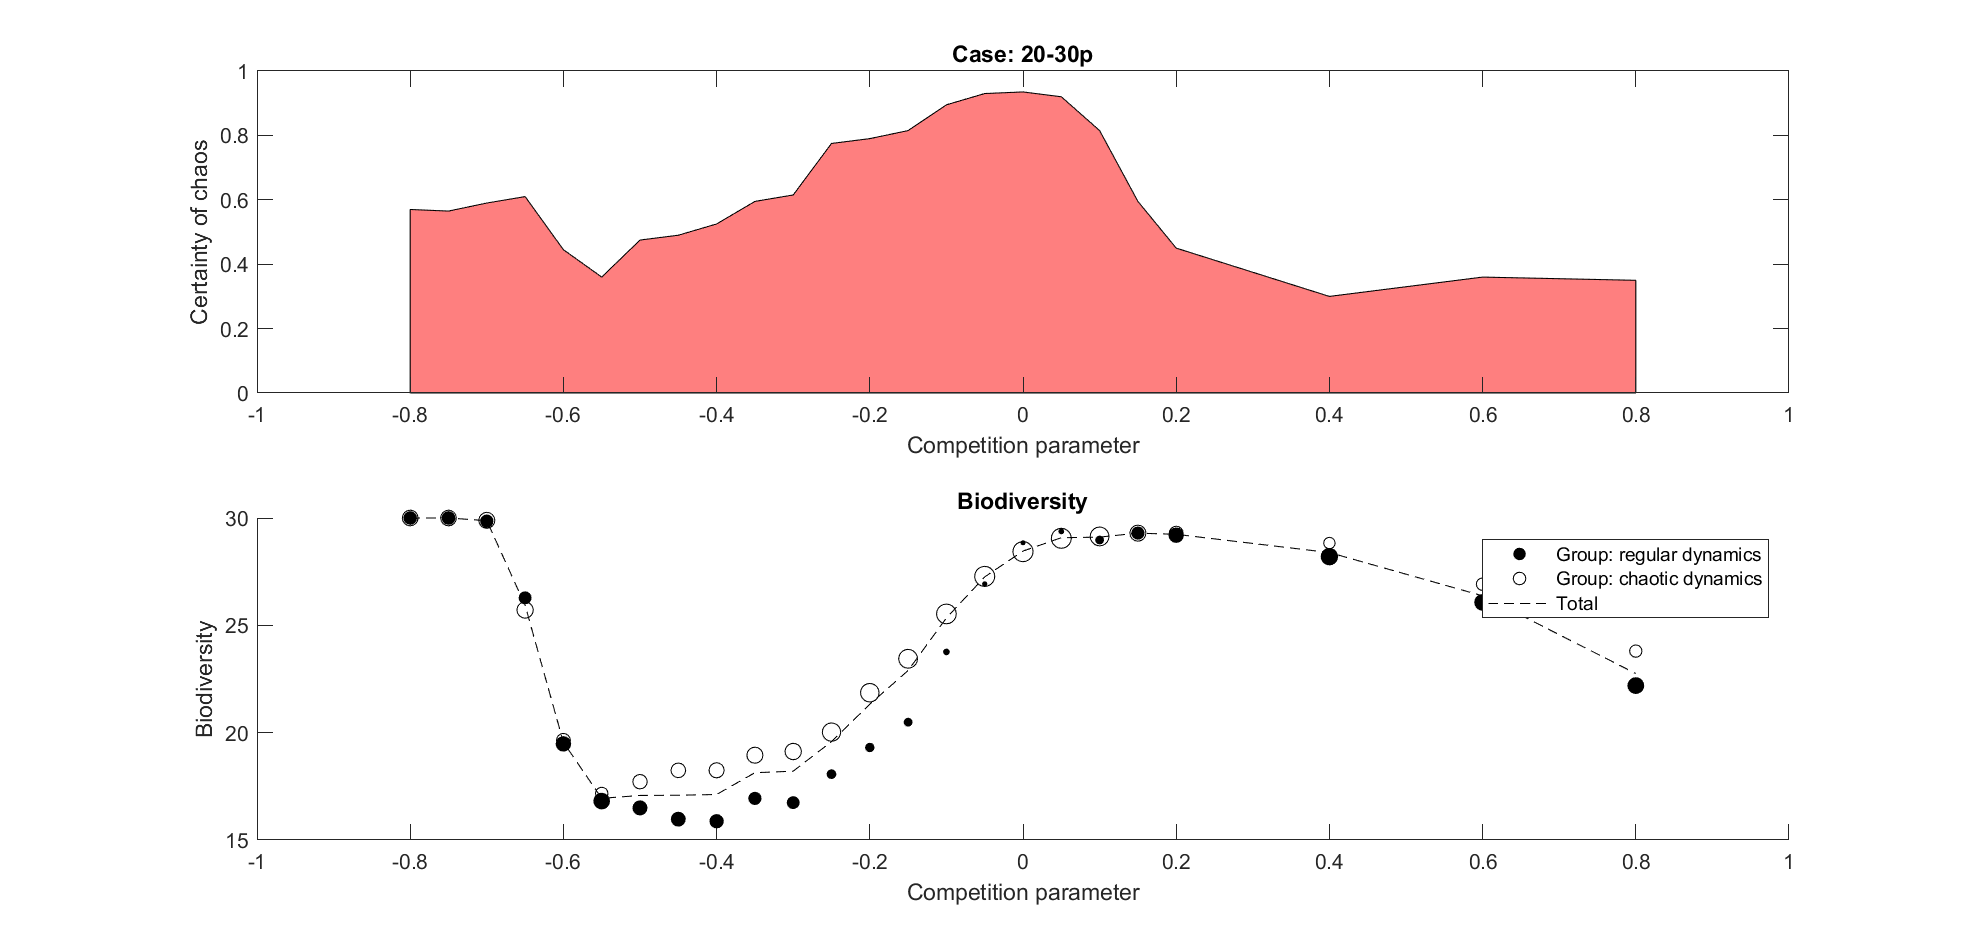 Case: 20-30p
1
0.8
0.6
0.4
0.2
0
Certainty of chaos
-1 -0.8 -0.6 -0.4 -0.2 0 0.2 0.4 0.6 0.8 1
Competition parameter
Biodiversity
30
25
20
15
Biodiversity
Group: regular dynamics
Group: chaotic dynamics
Total
-1 -0.8 -0.6 -0.4 -0.2 0 0.2 0.4 0.6 0.8 1
Competition parameter